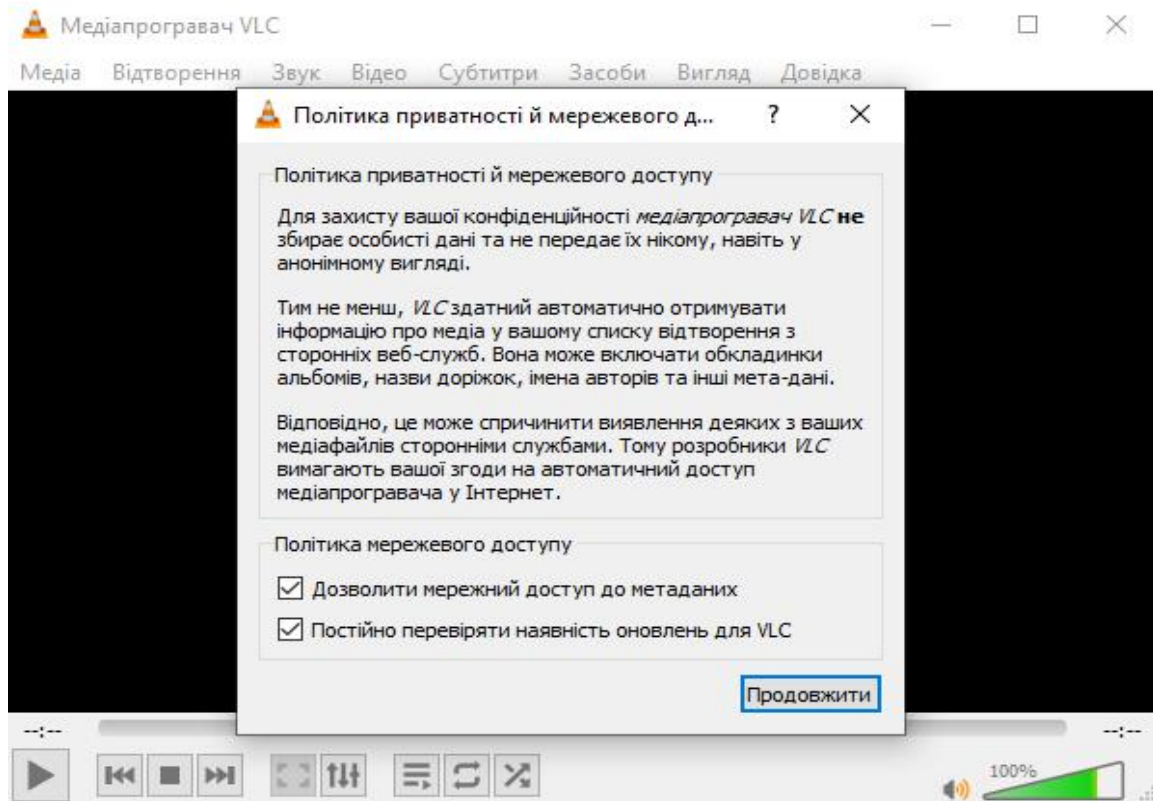 Медіапрогравач VLC
Медіа Відтворення Звук Відео Субтитри Засоби Вигляд Довідка
Політика приватності й мережевого д... ?
Політика приватності й мережевого доступу
Для захисту вашої конфіденційності медіапрогравач VLC не
збирає особисті дані та не передає їх нікому, навіть у
анонімному вигляді.
Тим не менш, VLC здатний автоматично отримувати
інформацію про медіа у вашому списку відтворення з
сторонніх веб-служб. Вона може включати обкладинки
альбомів, назви доріжок, імена авторів та інші мета-дані.
Відповідно, це може спричинити виявлення деяких з ваших
медіафайлів сторонніми службами. Тому розробники VLC
вимагають вашої згоди на автоматичний доступ
медіапрогравача у Інтернет.
Політика мережевого доступу
Дозволити мережний доступ до метаданих
Постійно перевіряти наявність оновлень для VLC
Продовжити
--:-- --:--
100%